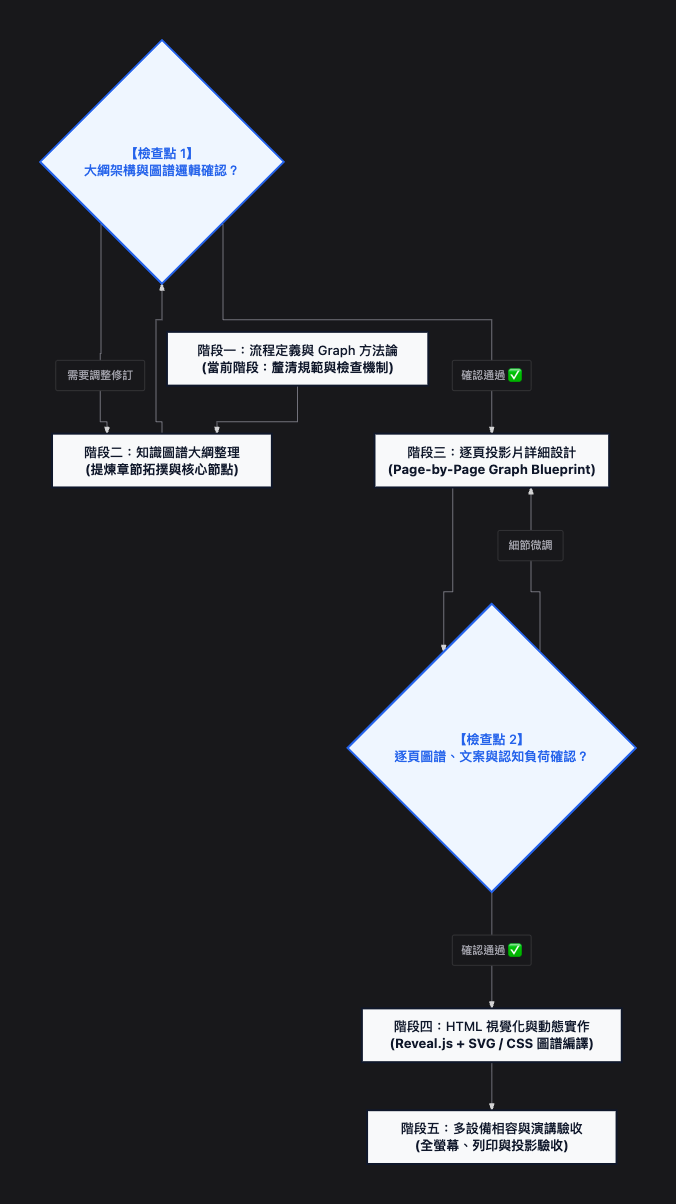 【檢查點 1】
大綱架構與圖譜邏輯確認？
階段一：流程定義與 Graph 方法論
(當前階段：釐清規範與檢查機制)
需要調整修訂
確認通過 ✅
階段二：知識圖譜大綱整理
(提煉章節拓撲與核心節點)
階段三：逐頁投影片詳細設計
(Page-by-Page Graph Blueprint)
細節微調
【檢查點 2】
逐頁圖譜、文案與認知負荷確認？
確認通過 ✅
階段四：HTML 視覺化與動態實作
(Reveal.js + SVG / CSS 圖譜編譯)
階段五：多設備相容與演講驗收
(全螢幕、列印與投影驗收)